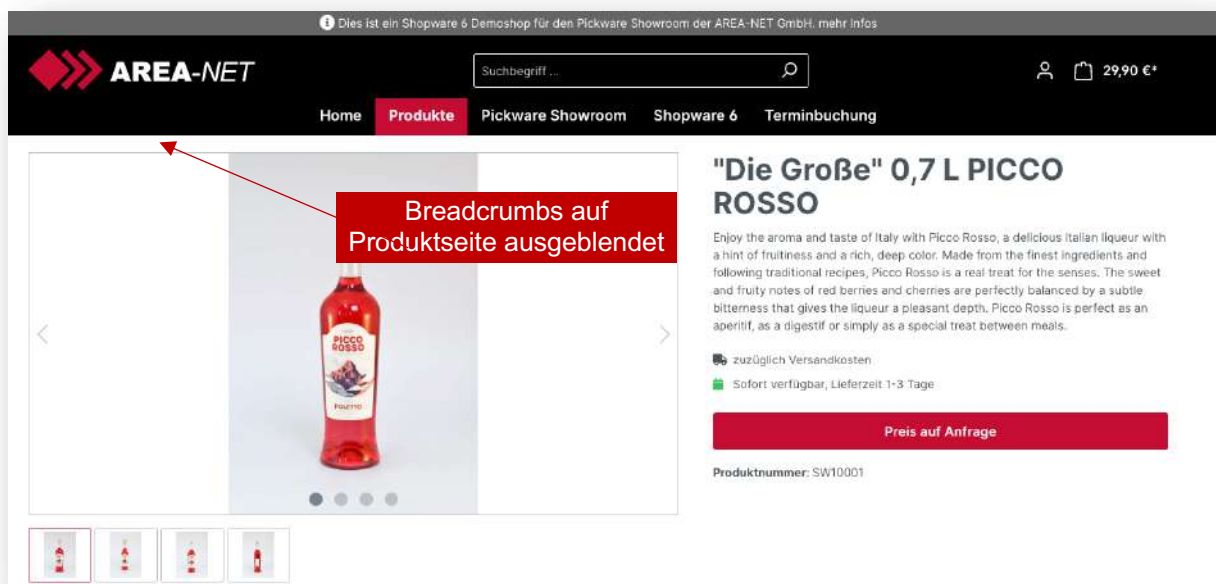 Dies ist ein Shopware 6 Demoshop für den Pickware Showroom der AREA-NET GmbH. mehr Infos
AREA-NET
Suchbegriff ...
29,90 €*
Home Produkte Pickware Showroom Shopware 6 Terminbuchung
"Die Große" 0,7 L PICCO
ROSSO
Breadcrumbs auf
Produktseite ausgeblendet
Enjoy the aroma and taste of Italy with Picco Rosso, a delicious Italian liqueur with
a hint of fruitiness and a rich, deep color. Made from the finest ingredients and
following traditional recipes, Picco Rosso is a real treat for the senses. The sweet
and fruity notes of red berries and cherries are perfectly balanced by a subtle
bitterness that gives the liqueur a pleasant depth. Picco Rosso is perfect as an
aperitif, as a digestif or simply as a special treat between meals.
PICCO
ROSSO
zuzüglich Versandkosten
Sofort verfügbar, Lieferzeit 1-3 Tage
Preis auf Anfrage
Produktnummer: SW10001